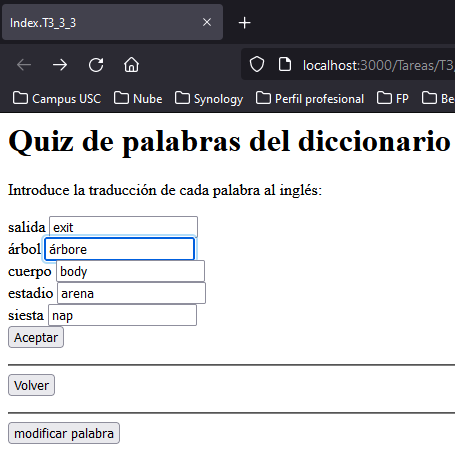 Index.T3_3_3
localhost:3000/Tareas/T3
Campus USC Nube Synology Perfil profesional FP Be
Quiz de palabras del diccionario
Introduce la traducción de cada palabra al inglés:
salida exit
árbol árbore
cuerpo body
estadio arena
siesta nap
Aceptar
Volver
modificar palabra